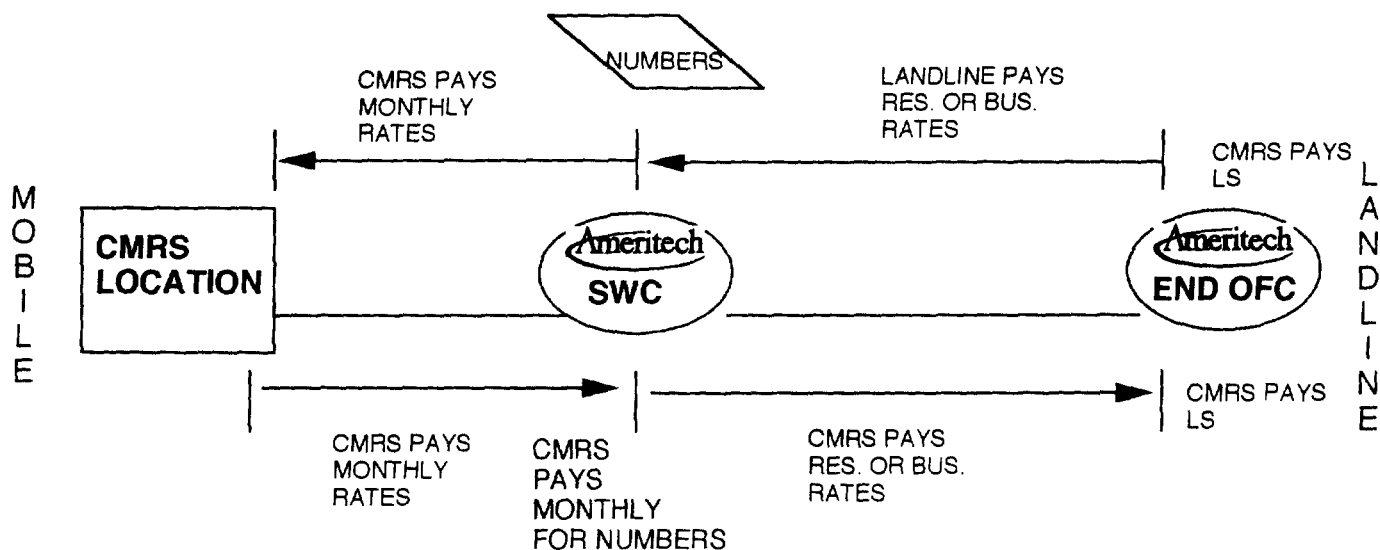 NUMBERS
CMRS PAYS
MONTHLY
RATES
LANDLINE PAYS
RES. OR BUS.
RATES
CMRS PAYS
LS
MOBILE
LANDLINE
CMRS
LOCATION
Ameritech
SWC
Ameritech
END OFC
CMRS PAYS
MONTHLY
RATES
CMRS
PAYS
MONTHLY
FOR NUMBERS
CMRS PAYS
RES. OR BUS.
RATES
CMRS PAYS
LS